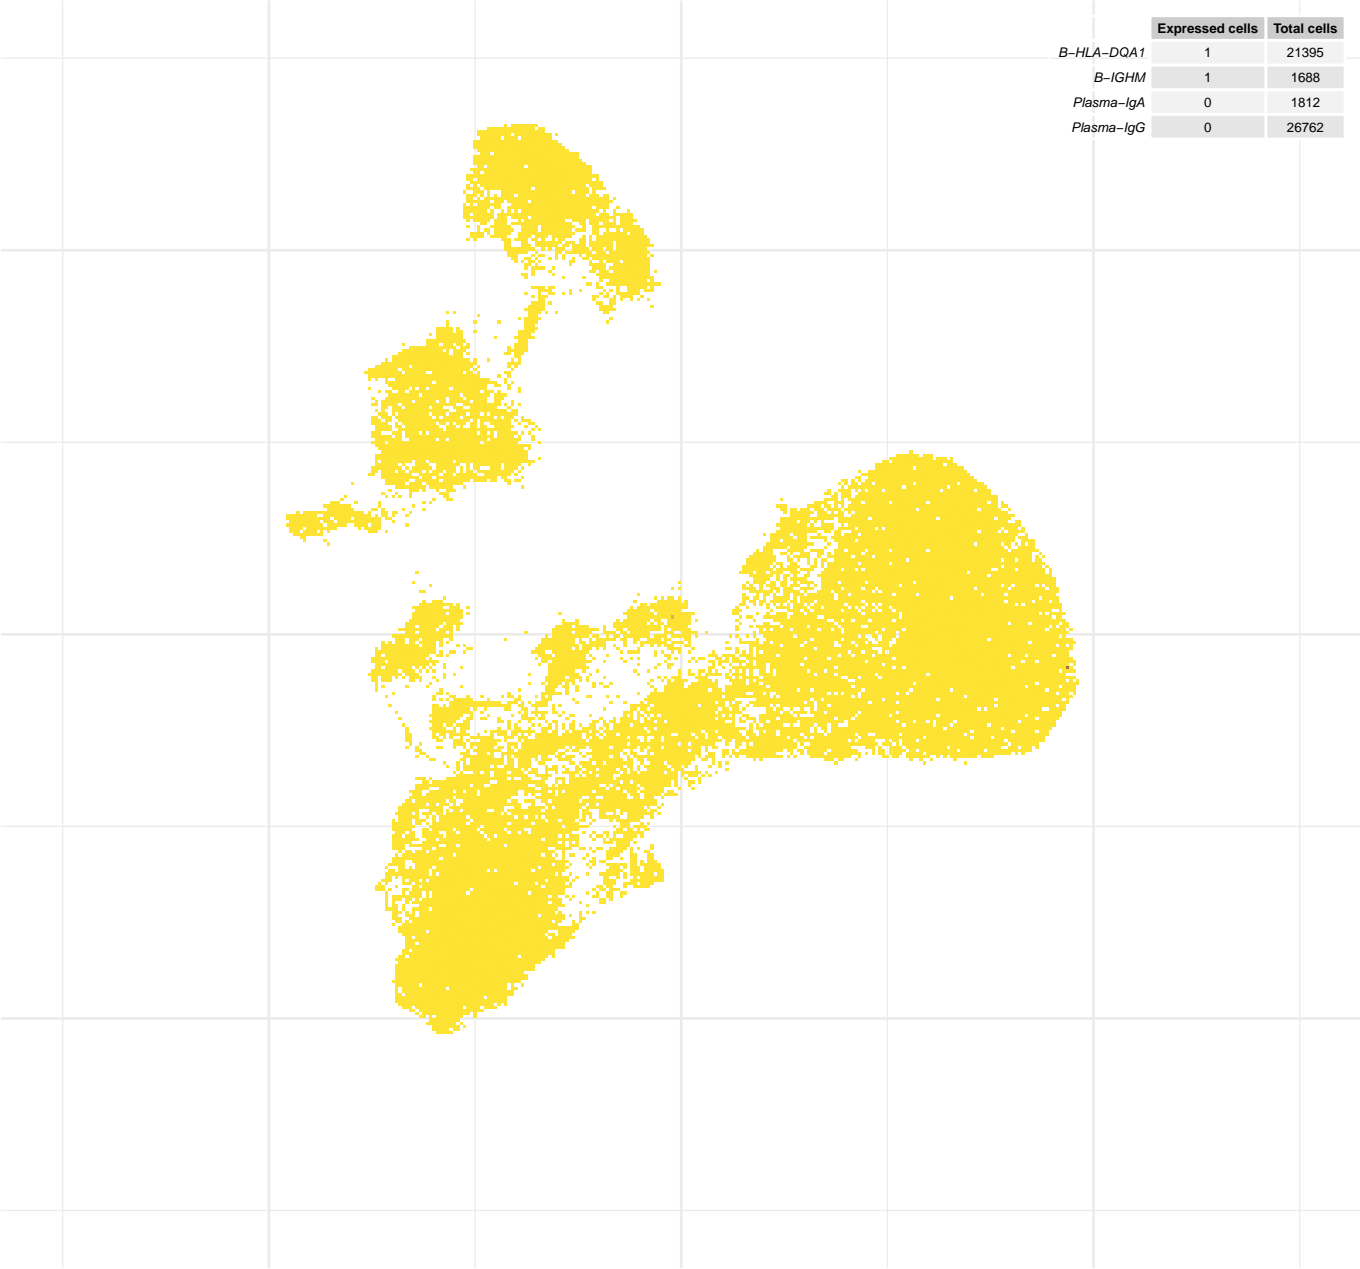 Expressed cells Total cells
B−HLA−DQA1 1 21395
B−IGHM 1 1688
Plasma−IgA 0 1812
Plasma−IgG 0 26762